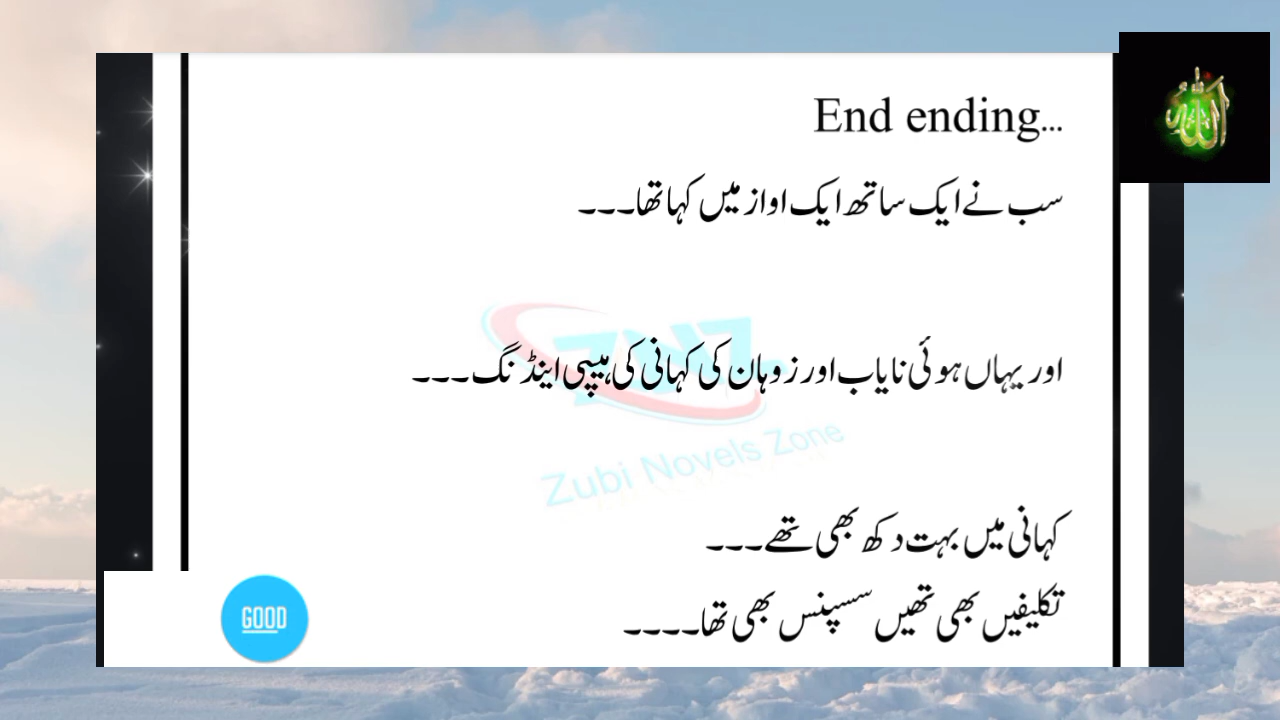 End ending...
سب نے ایک ساتھ ایک اواز میں کہا تھا۔۔۔
اور یہاں ہوئی نایاب اور زوہان کی کہانی کی ہیپی اینڈنگ۔۔۔
ZNZ
Zubi Novels Zone
کہانی میں بہت دکھ بھی تھے۔۔۔
تکلیفیں بھی تھیں سسپنس بھی تھا۔۔۔۔
GOOD
الله